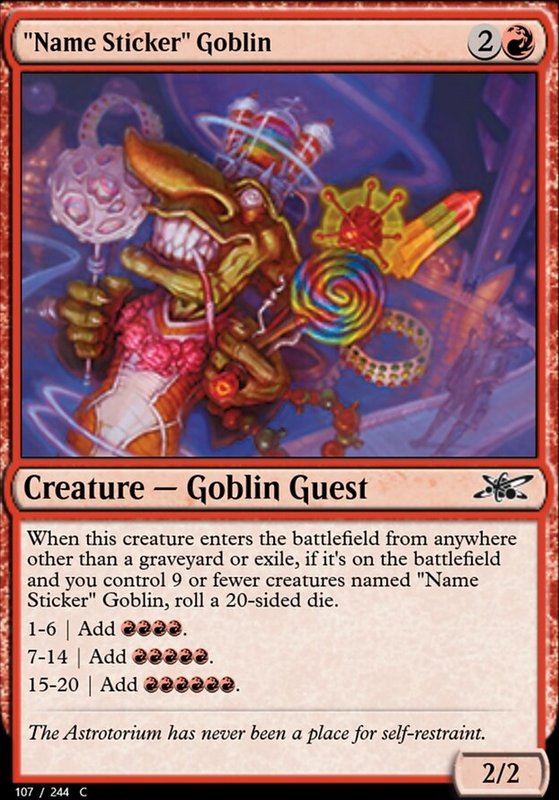 "Name Sticker" Goblin 2
Creature — Goblin Guest
When this creature enters the battlefield from anywhere
other than a graveyard or exile, if it's on the battlefield
and you control 9 or fewer creatures named "Name
Sticker" Goblin, roll a 20-sided die.
1-6 | Add .
7-14 | Add .
15-20 | Add .
The Astrotorium has never been a place for self-restraint.
2/2
107 / 244 C